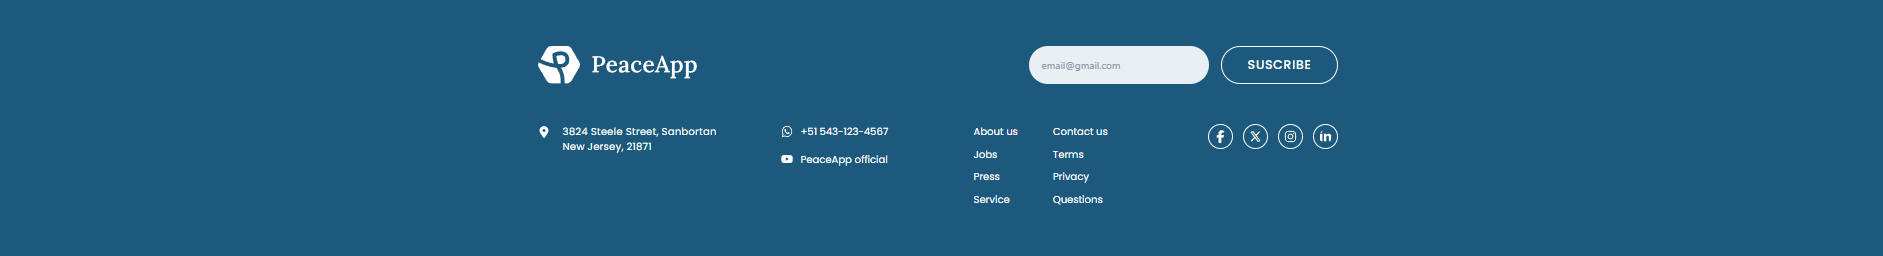 PeaceApp
email@gmail.com
SUSCRIBE
3824 Steele Street, Sanbortan
New Jersey, 21871
+51 543-123-4567
PeaceApp official
About us
Jobs
Press
Service
Contact us
Terms
Privacy
Questions